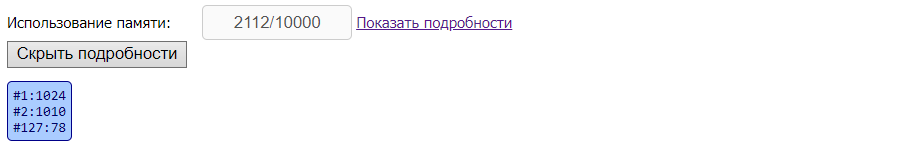 Использование памяти: 2112/10000 Показать подробности
Скрыть подробности
#1:1024
#2:1010
#127:78